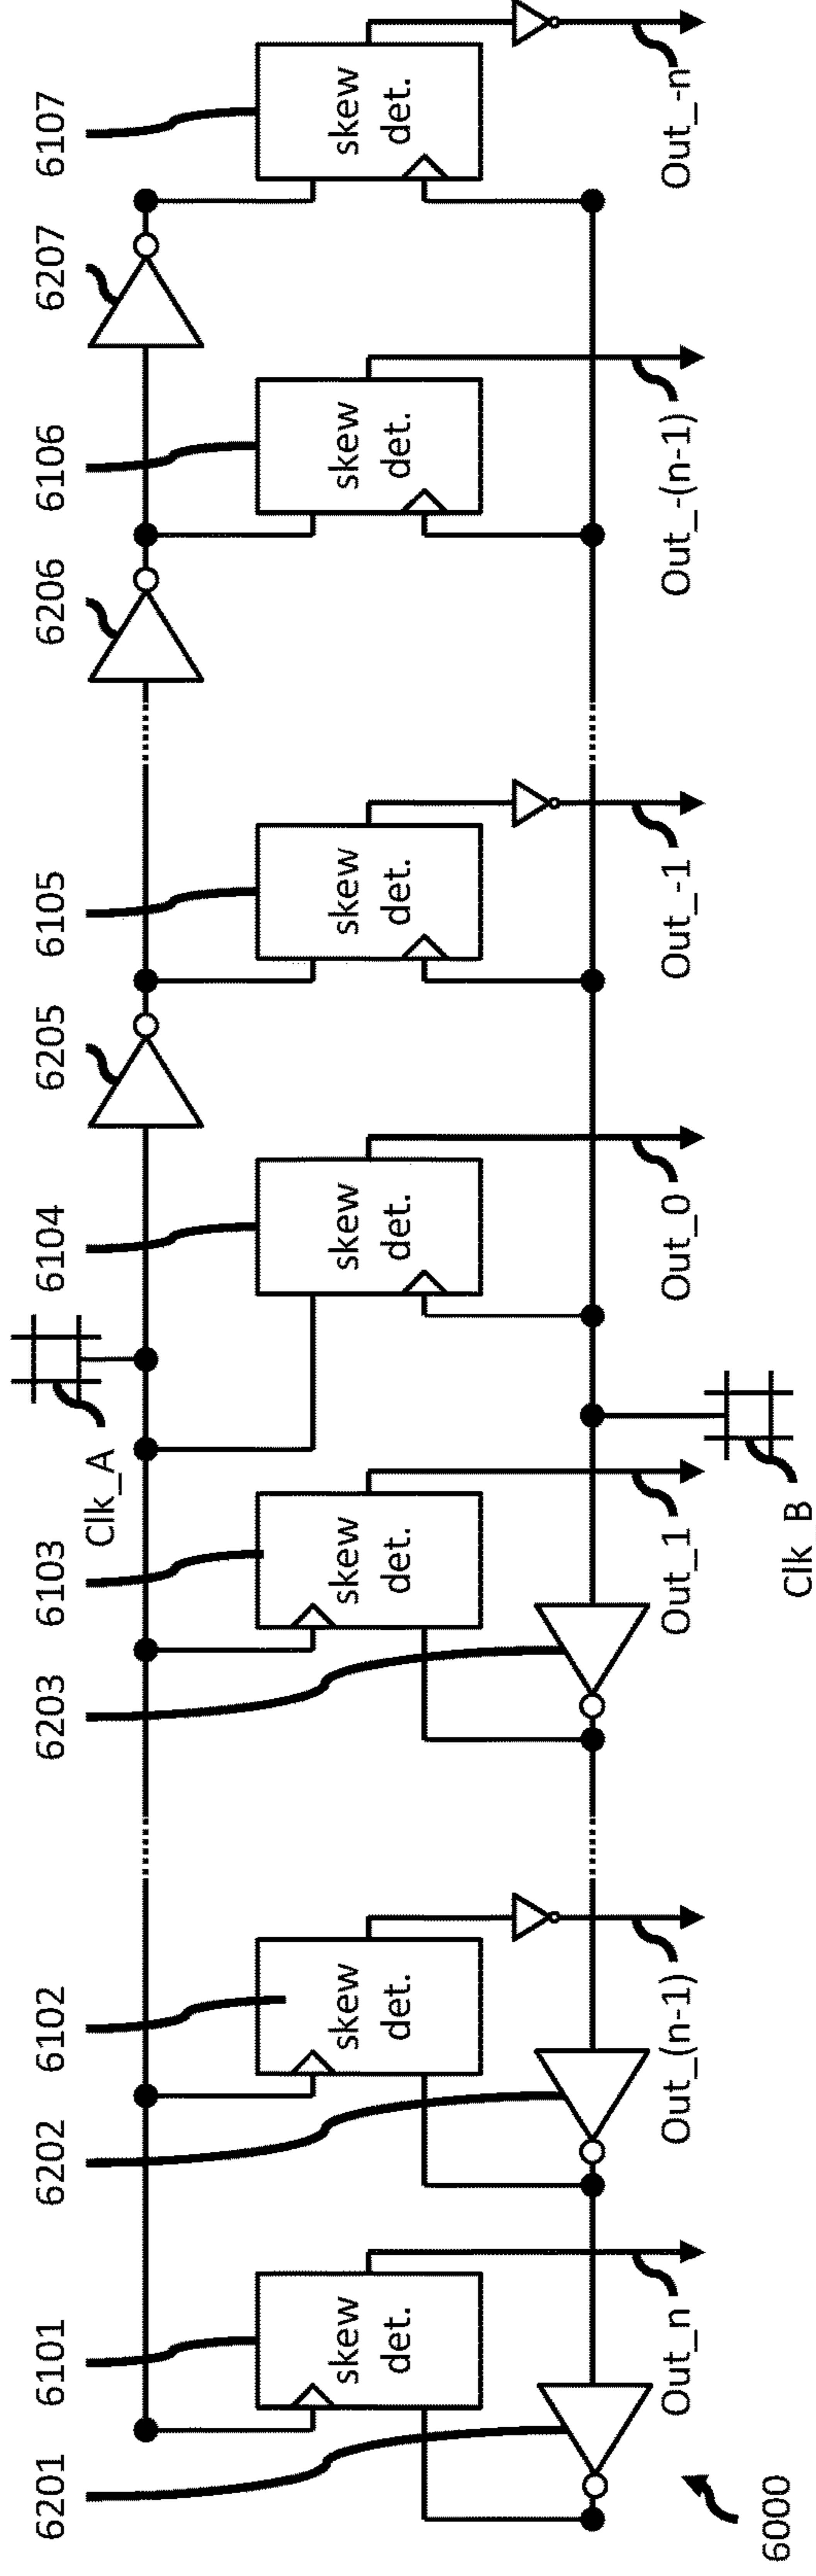 6201
6101
6202
6102
6203
6103
Clk_A
6104
6205
6105
6206
6106
6207
6107
skew
det.
skew
det.
skew
det.
skew
det.
skew
det.
skew
det.
skew
det.
Out_n
Out_(n-1)
Out_1
Out_0
Out_-1
Out_-(n-1)
Out_-n
6000
Clk_B